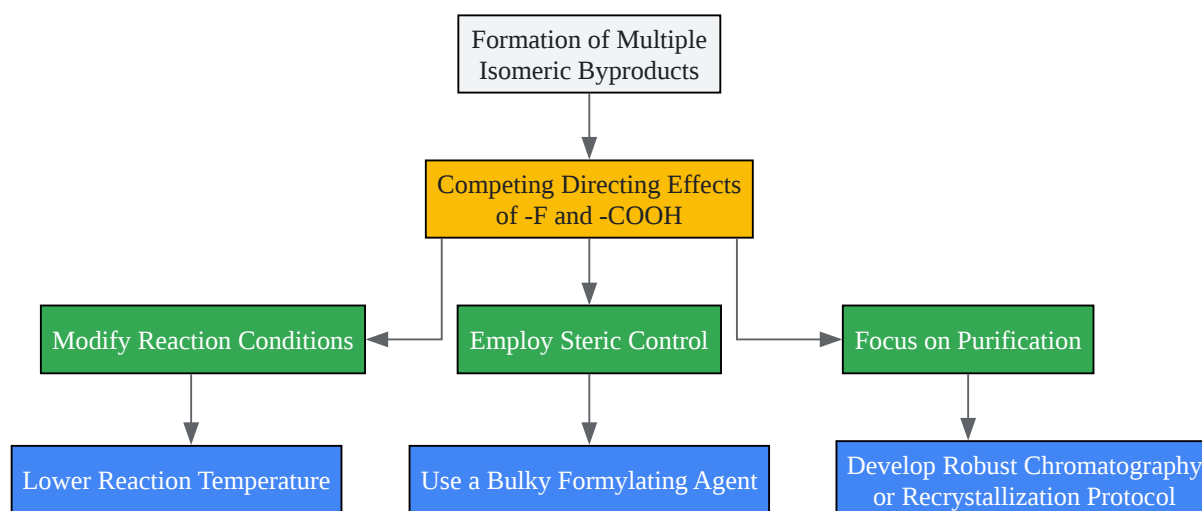 Formation of Multiple
Isomeric Byproducts
Competing Directing Effects
of -F and -COOH
Modify Reaction Conditions
Employ Steric Control
Focus on Purification
Lower Reaction Temperature
Use a Bulky Formylating Agent
Develop Robust Chromatography
or Recrystallization Protocol